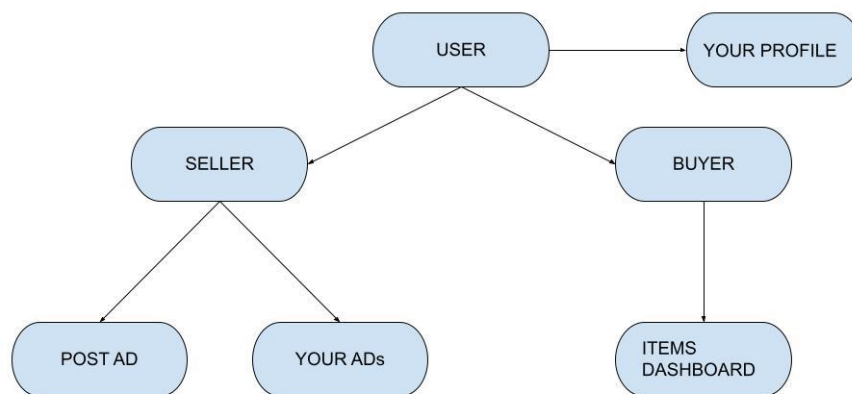 USER
YOUR PROFILE
SELLER
BUYER
POST AD
YOUR ADs
ITEMS
DASHBOARD